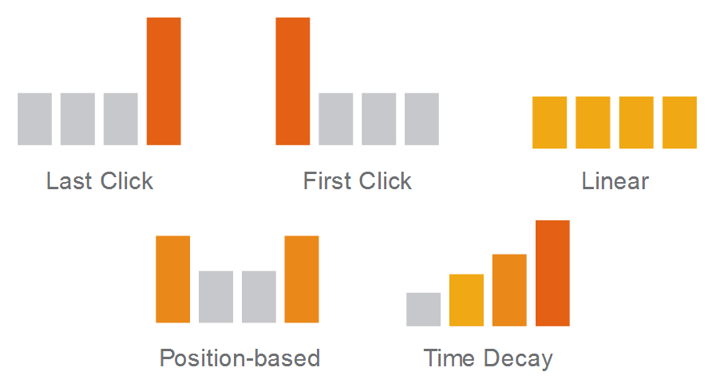 Last Click
First Click
Linear
Position-based
Time Decay